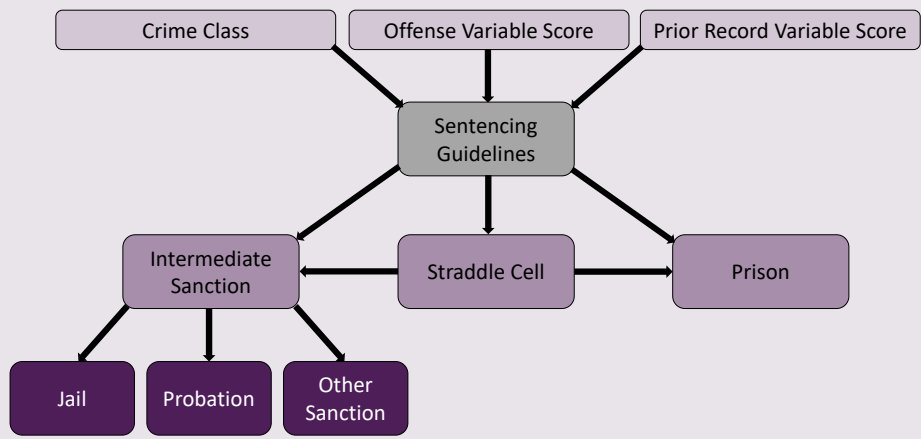 Crime Class
Offense Variable Score
Prior Record Variable Score
Sentencing
Guidelines
Intermediate
Sanction
Straddle Cell
Prison
Jail
Probation
Other
Sanction